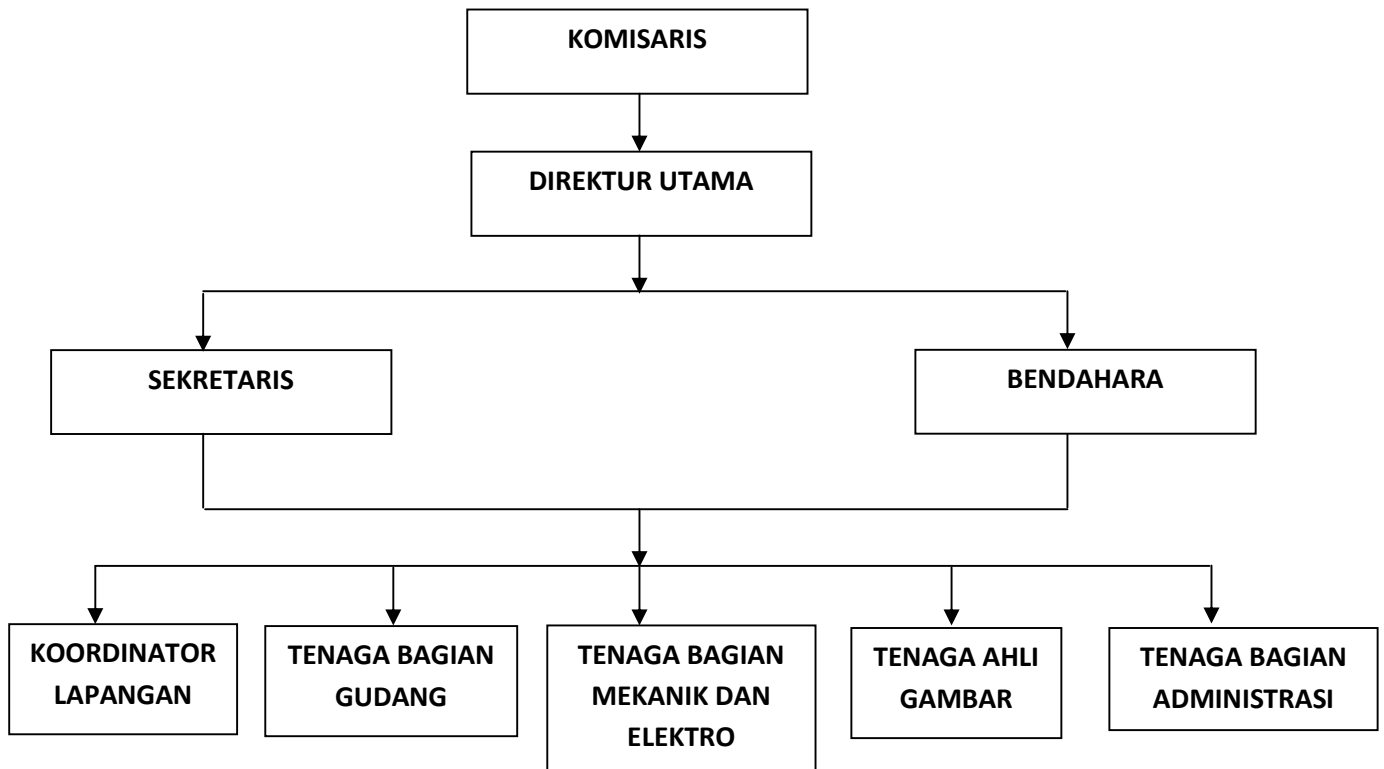 KOMISARIS
DIREKTUR UTAMA
SEKRETARIS
BENDAHARA
KOORDINATOR
LAPANGAN
TENAGA BAGIAN
GUDANG
TENAGA BAGIAN
MEKANIK DAN
ELEKTRO
TENAGA AHLI
GAMBAR
TENAGA BAGIAN
ADMINISTRASI